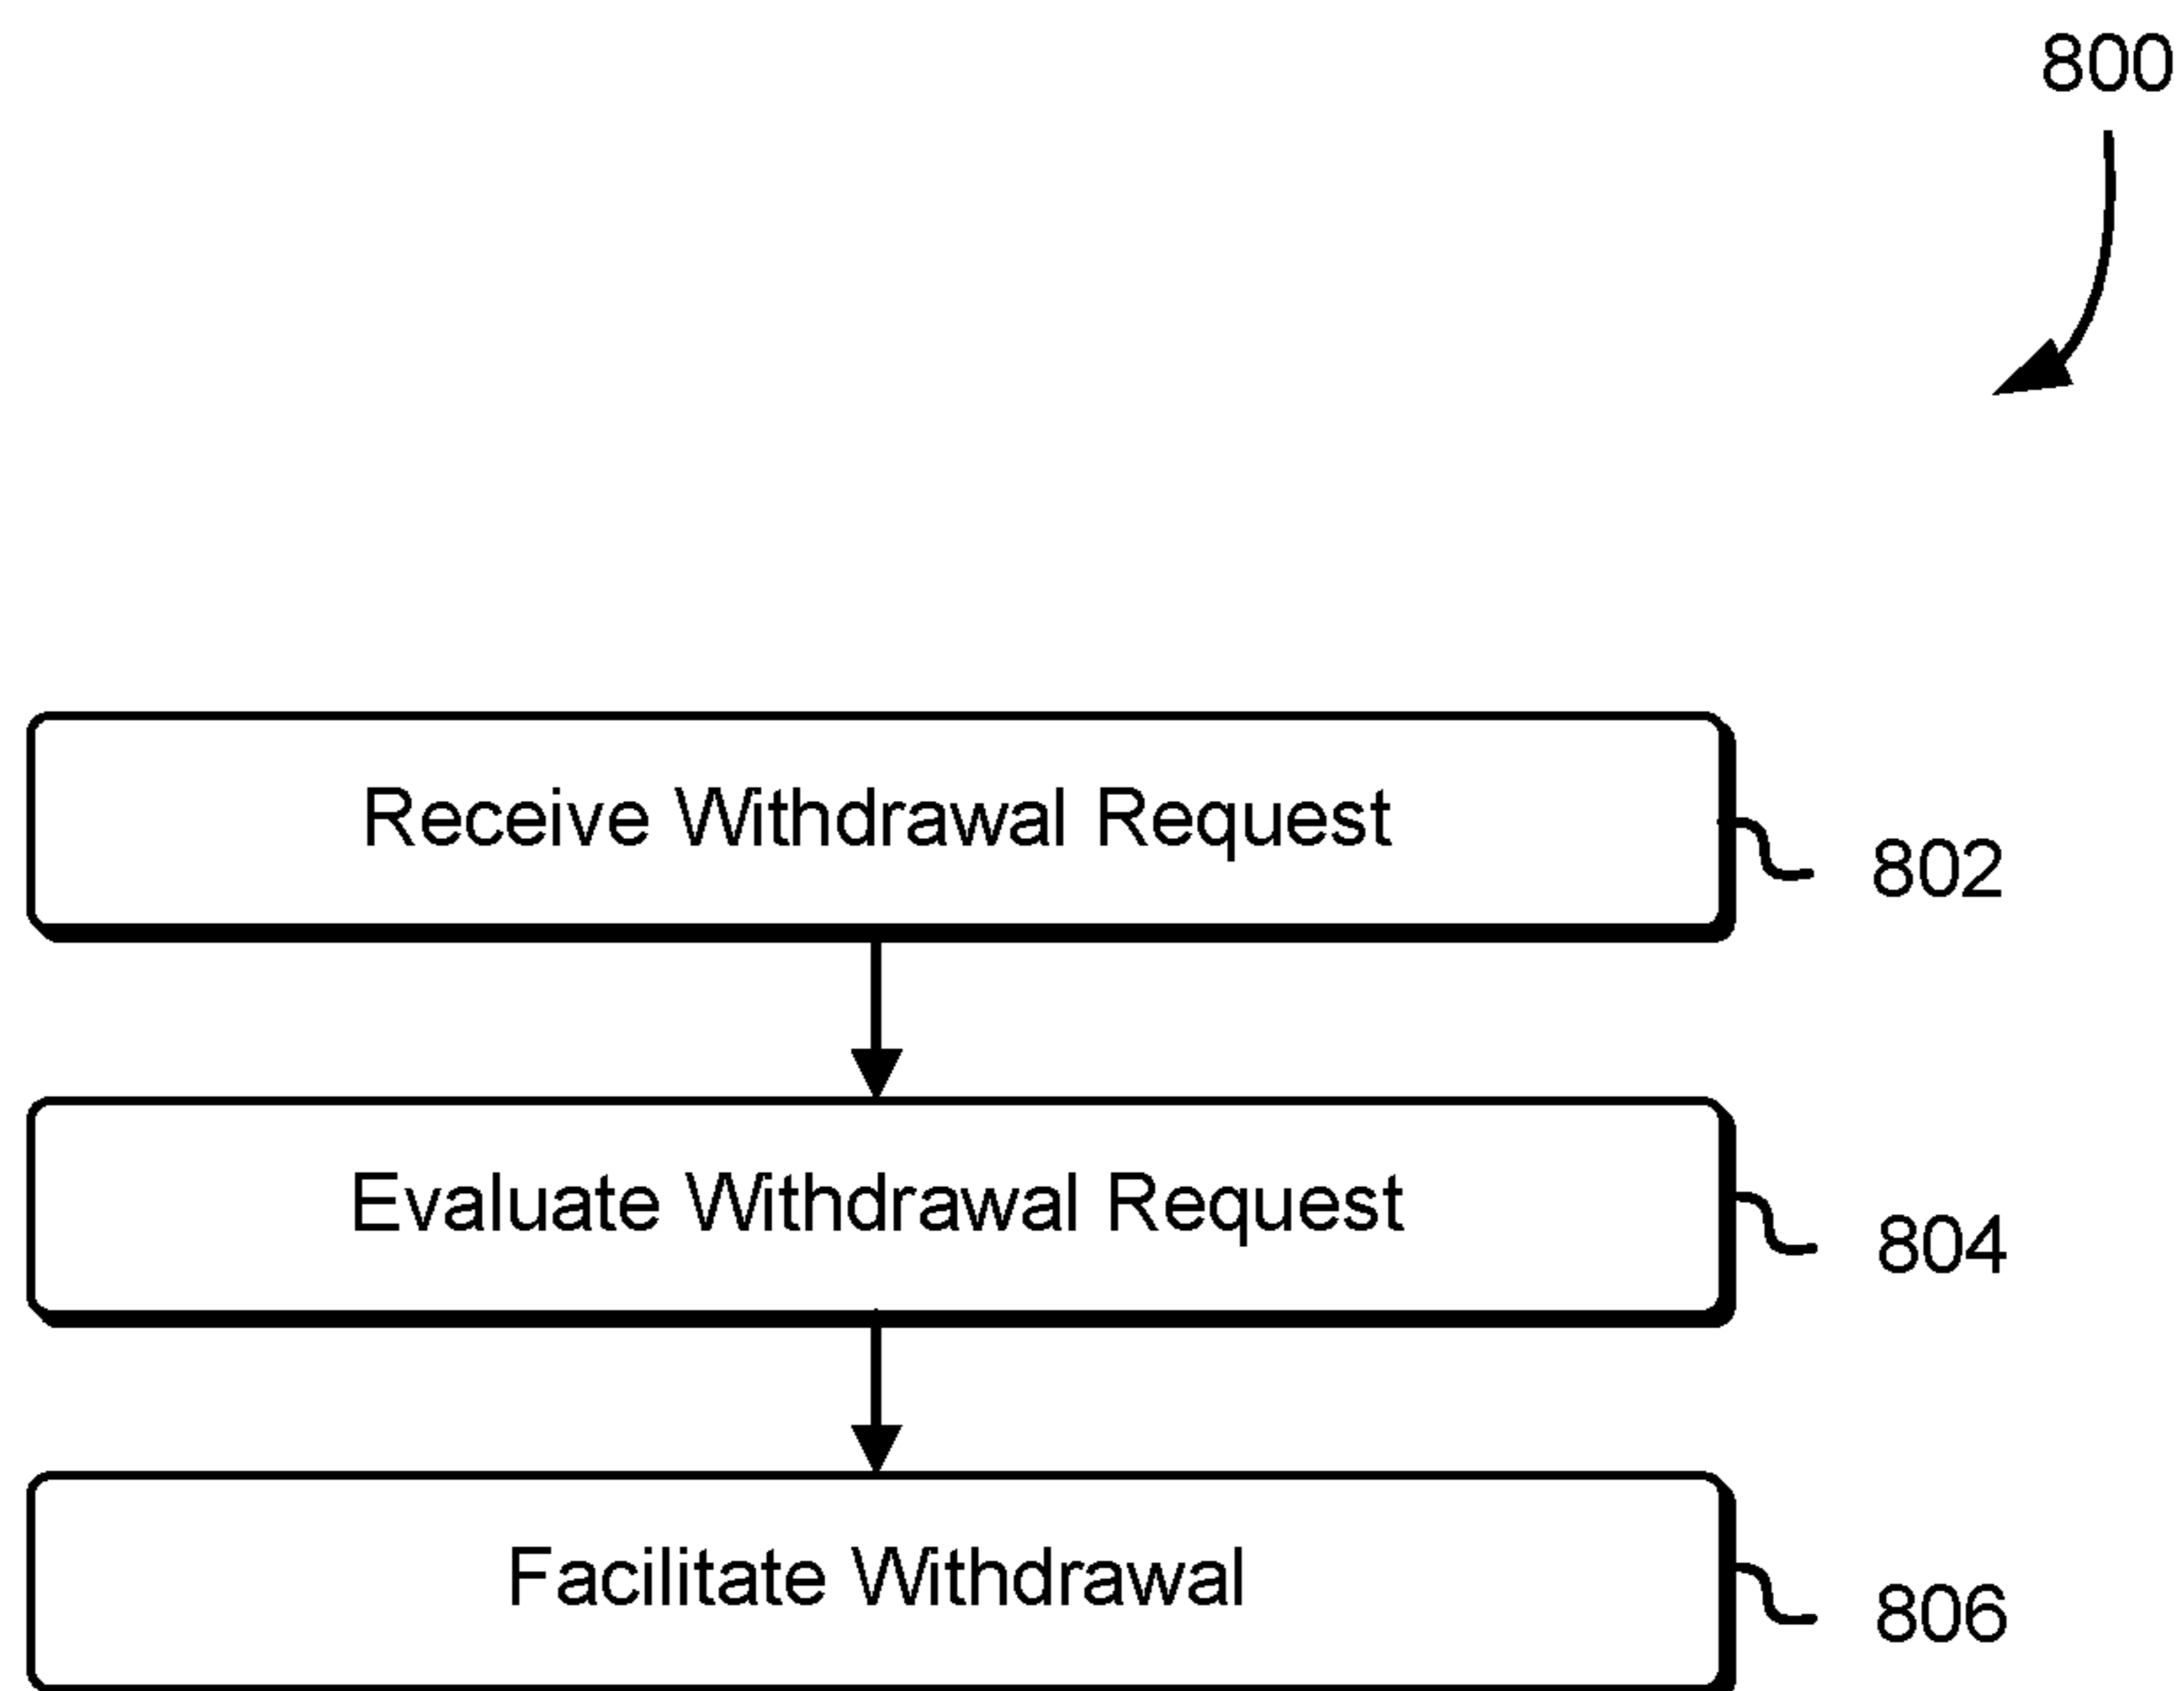 800
Receive Withdrawal Request
802
Evaluate Withdrawal Request
804
Facilitate Withdrawal
806